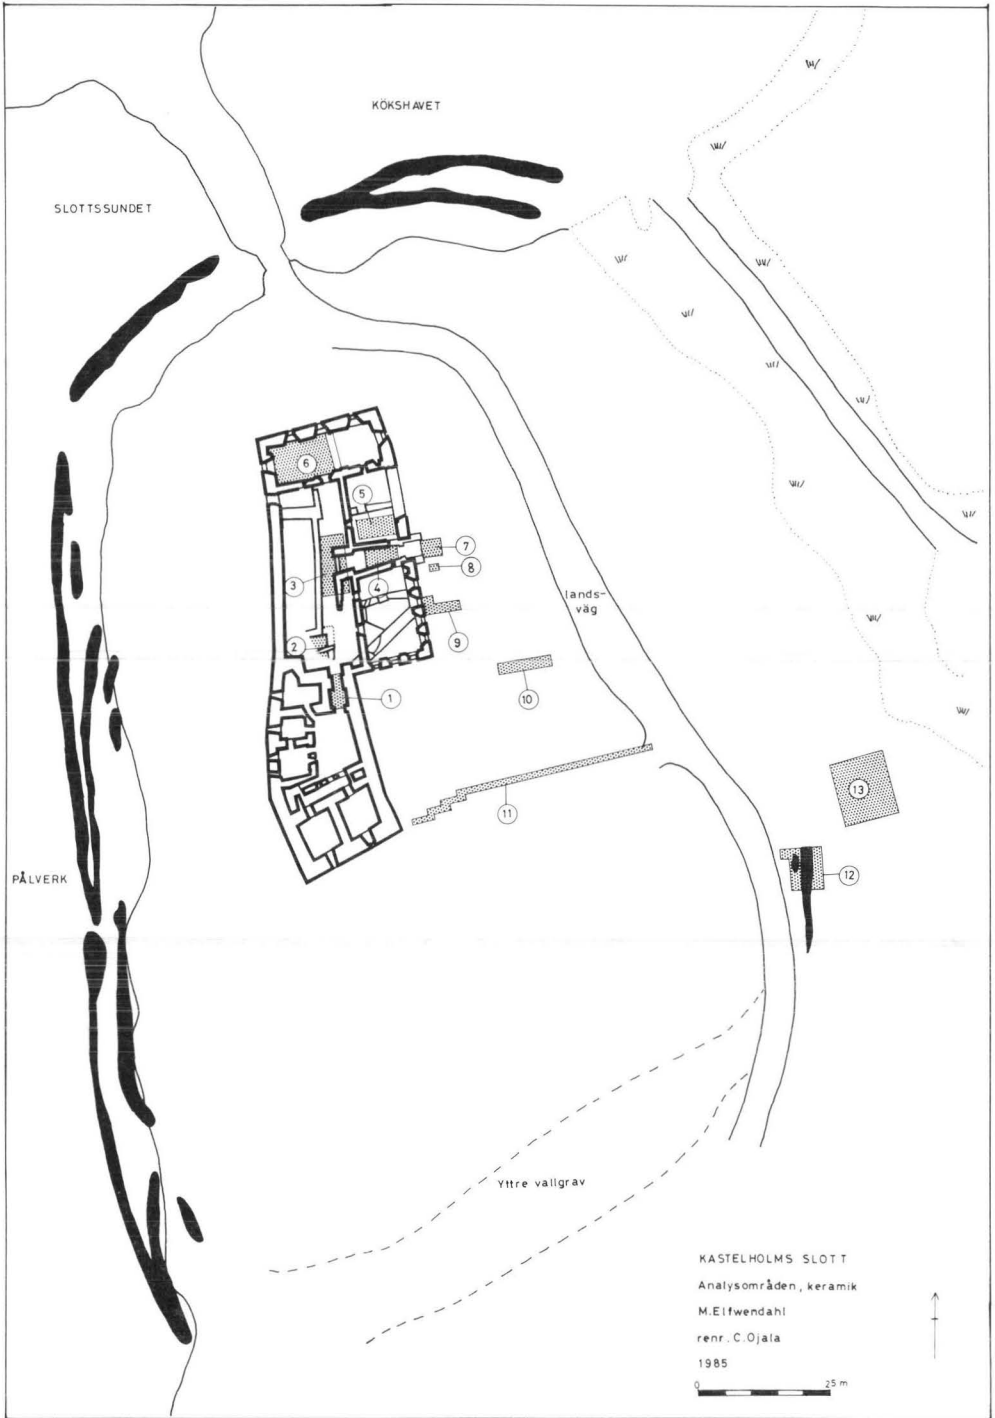 KÖKSHAVET
SLOTTSSUNDET
6
5
7
8
3
4
lands-
väg
9
2
10
1
13
11
12
PÅLVERK
Yttre vallgrav
KASTELHOLMS SLOTT
Analysområden, keramik
M.Elfwendahl
renr. C.Ojala
1985
0 25 m